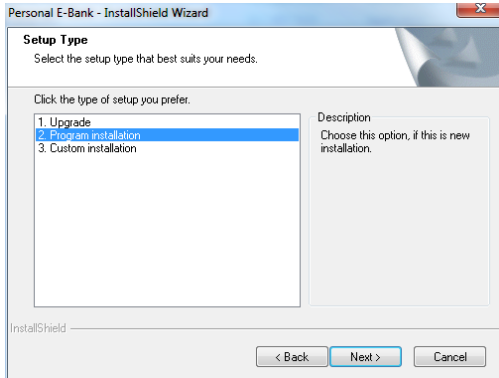 Personal E-Bank - InstallShield Wizard
Setup Type
Select the setup type that best suits your needs.
Click the type of setup you prefer.
1. Upgrade
2. Program installation
3. Custom installation
Description
Choose this option, if this is new
installation.
InstallShield
< Back
Next >
Cancel